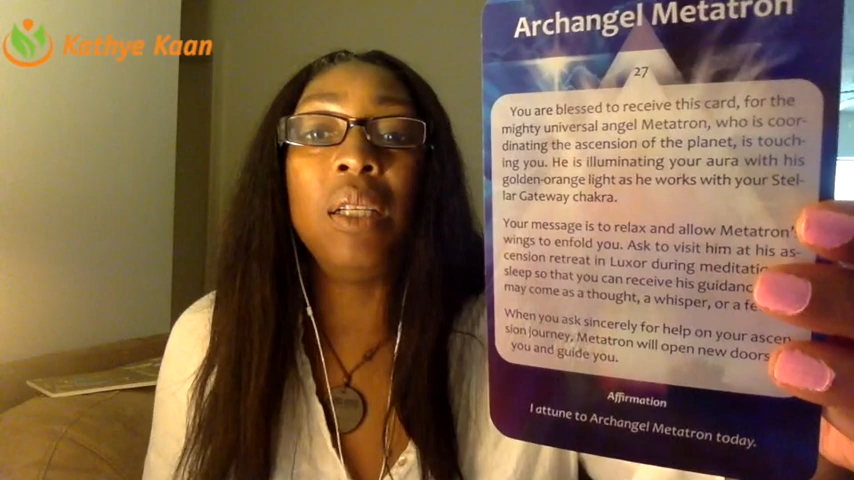 Kathye Kaan
Archangel Metatron
27
You are blessed to receive this card, for the
mighty universal angel Metatron, who is coor-
dinating the ascension of the planet, is touch-
ing you. He is illuminating your aura with his
golden-orange light as he works with your Stel-
lar Gateway chakra.
Your message is to relax and allow Metatron's
wings to enfold you. Ask to visit him at his as-
cension retreat in Luxor during
sleep so that you can receive his
may come as a thought, a whisper, or a
When you ask sincerely for help on your ascen-
sion journey, Metatron will open new doors
you and guide you.
Affirmation
I attune to Archangel Metatron today.